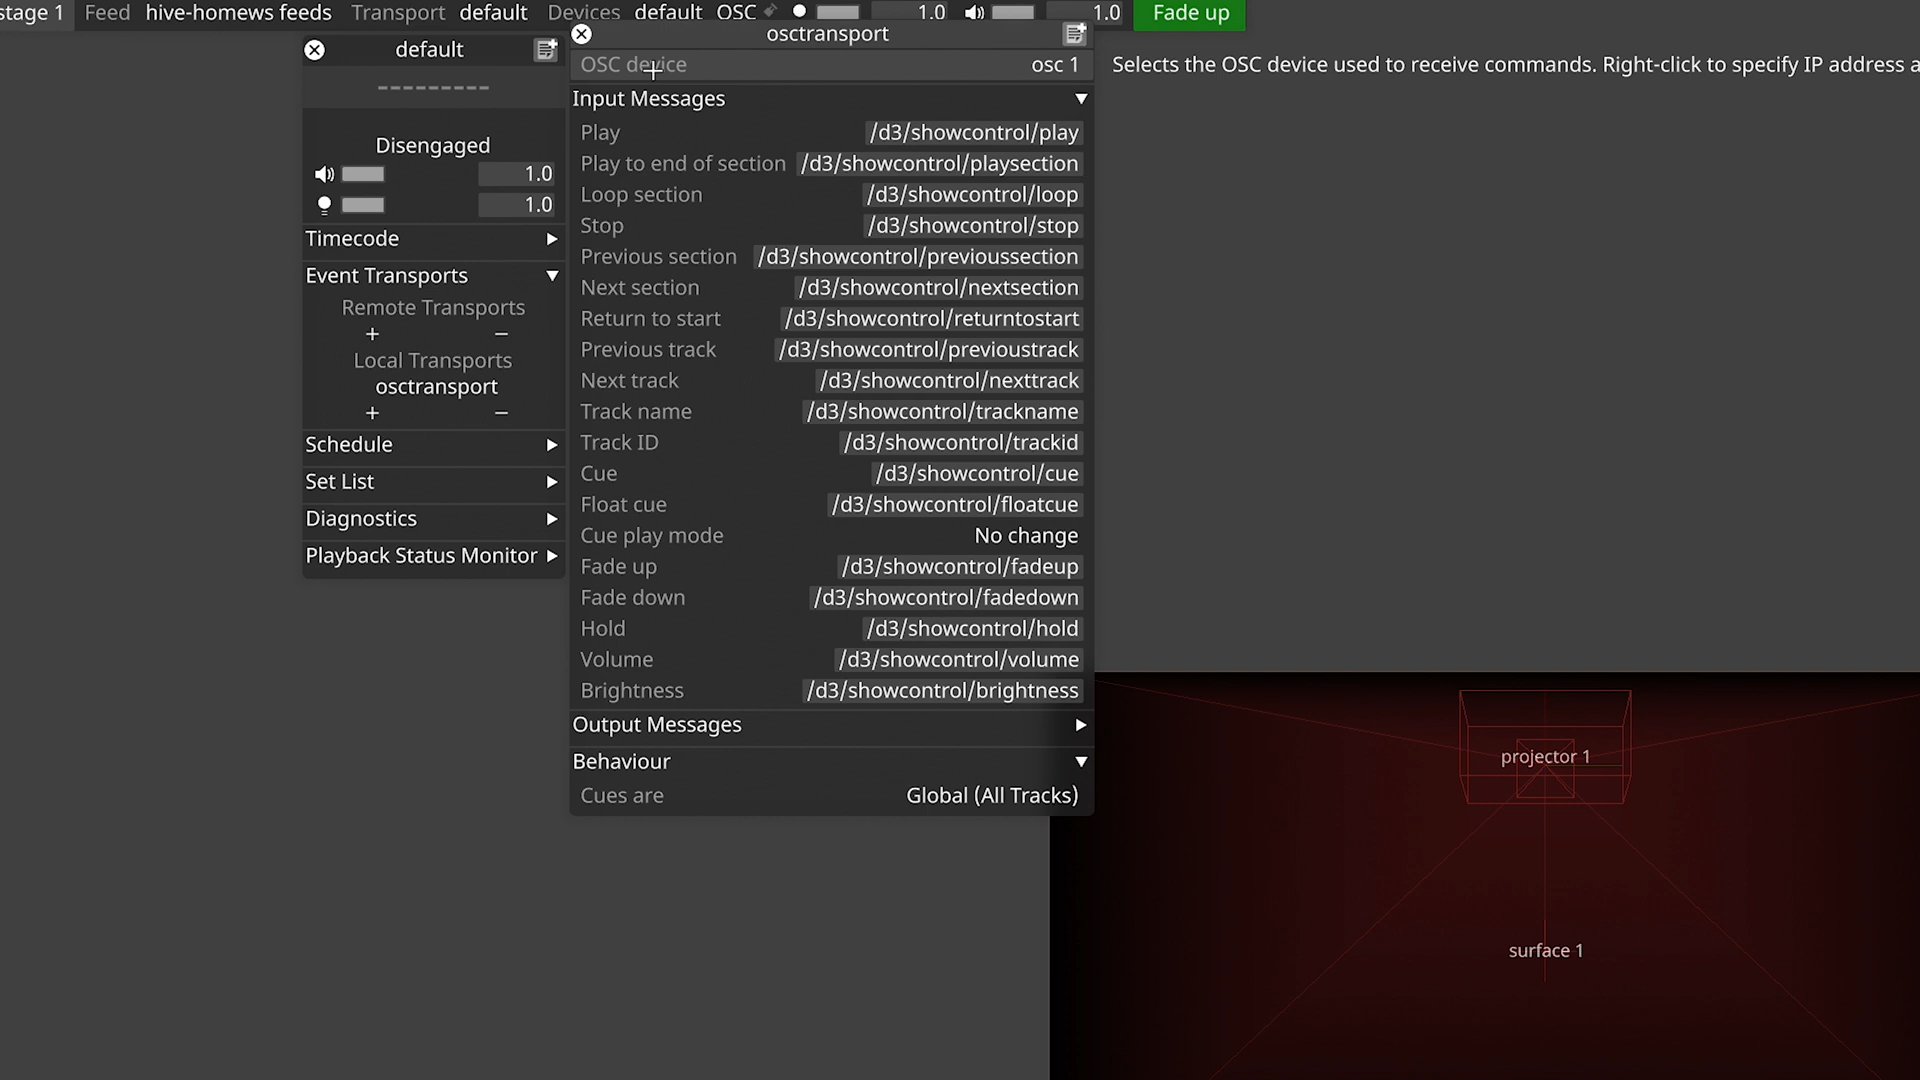 stage 1 Feed hive-homews feeds Transport default Devices default OSC 1.0 1.0 Fade up
default
---------
Disengaged
1.0
1.0
Timecode
Event Transports
Remote Transports
+ −
Local Transports
osctransport
+ −
Schedule
Set List
Diagnostics
Playback Status Monitor
osctransport
OSC device osc 1
Input Messages
Play /d3/showcontrol/play
Play to end of section /d3/showcontrol/playsection
Loop section /d3/showcontrol/loop
Stop /d3/showcontrol/stop
Previous section /d3/showcontrol/previoussection
Next section /d3/showcontrol/nextsection
Return to start /d3/showcontrol/returntostart
Previous track /d3/showcontrol/previoustrack
Next track /d3/showcontrol/nexttrack
Track name /d3/showcontrol/trackname
Track ID /d3/showcontrol/trackid
Cue /d3/showcontrol/cue
Float cue /d3/showcontrol/floatcue
Cue play mode No change
Fade up /d3/showcontrol/fadeup
Fade down /d3/showcontrol/fadedown
Hold /d3/showcontrol/hold
Volume /d3/showcontrol/volume
Brightness /d3/showcontrol/brightness
Output Messages
Behaviour
Cues are Global (All Tracks)
Selects the OSC device used to receive commands. Right-click to specify IP address a
projector 1
surface 1